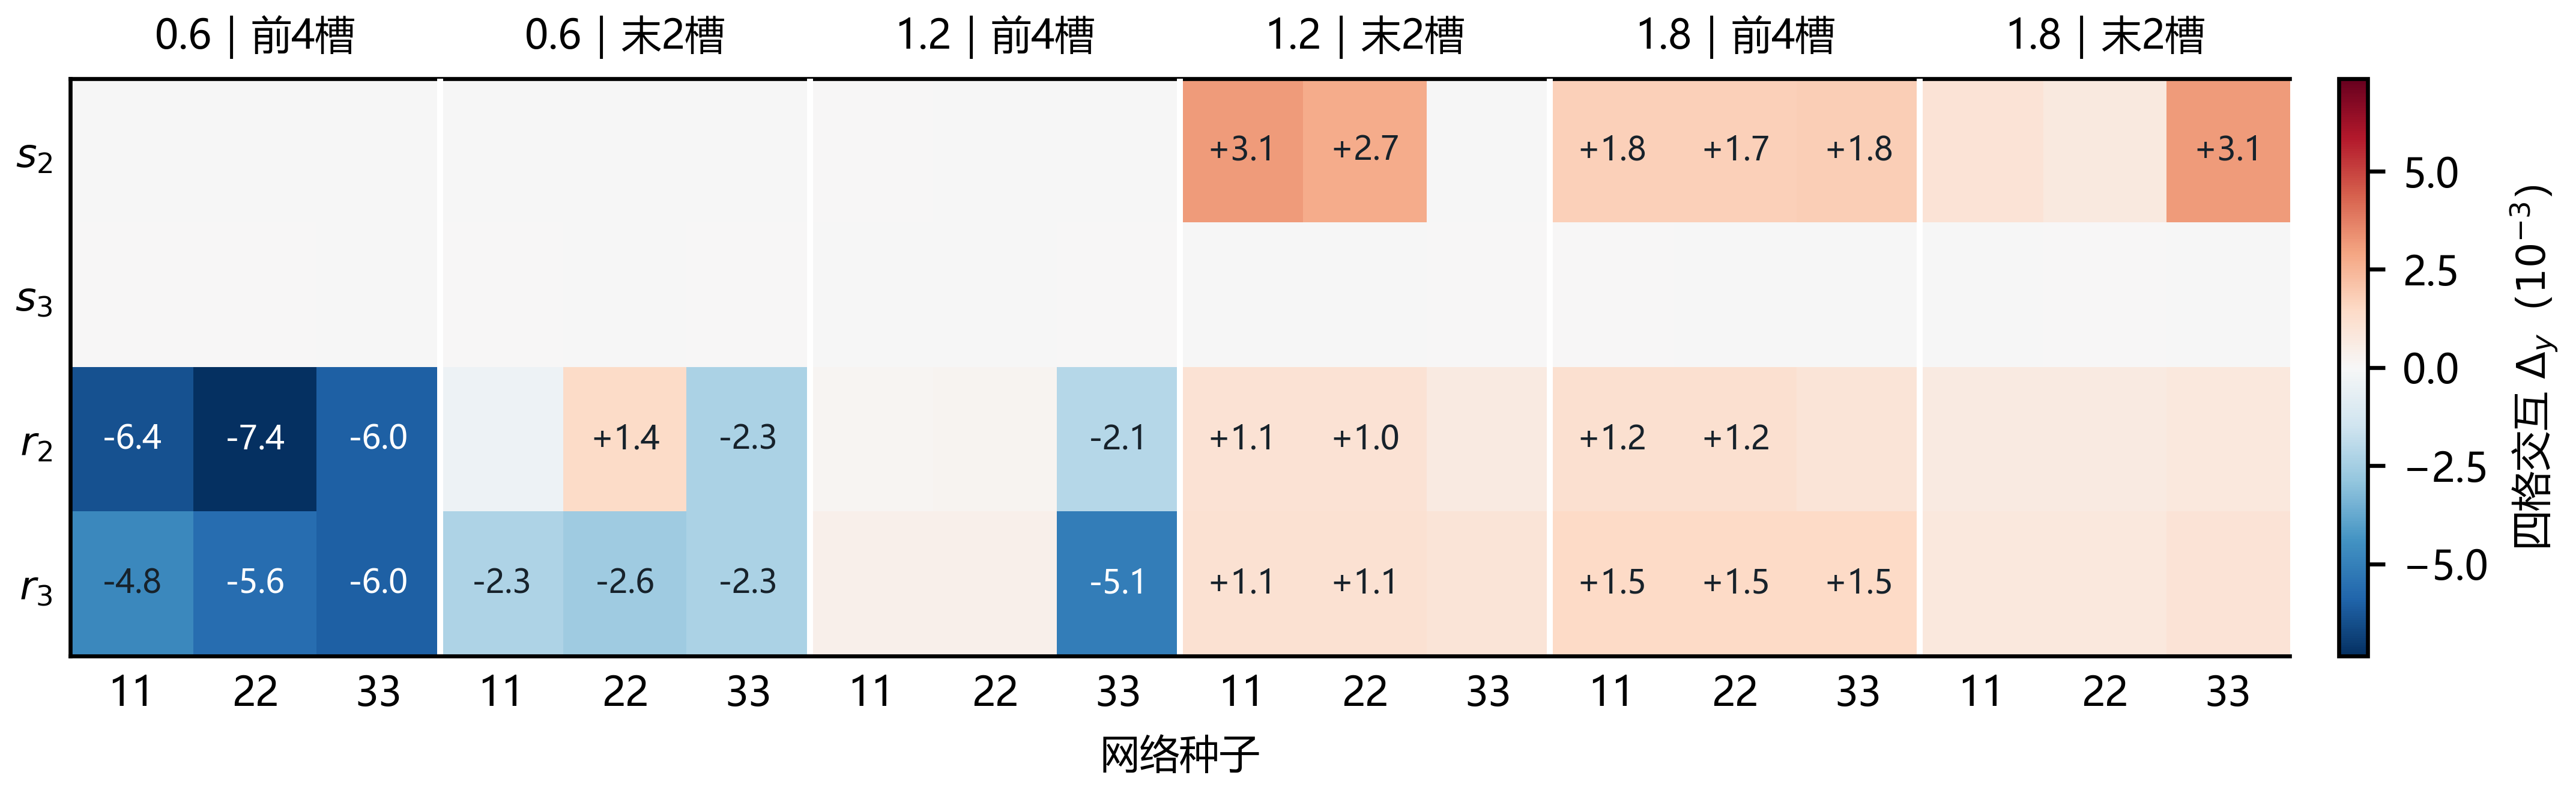 0.6 | 前4槽 0.6 | 末2槽 1.2 | 前4槽 1.2 | 末2槽 1.8 | 前4槽 1.8 | 末2槽
s₂ +3.1 +2.7 +1.8 +1.7 +1.8 +3.1
s₃
r₂ -6.4 -7.4 -6.0 +1.4 -2.3 -2.1 +1.1 +1.0 +1.2 +1.2
r₃ -4.8 -5.6 -6.0 -2.3 -2.6 -2.3 -5.1 +1.1 +1.1 +1.5 +1.5 +1.5
11 22 33 11 22 33 11 22 33 11 22 33 11 22 33 11 22 33
网络种子
5.0
2.5
0.0
−2.5
−5.0
四格交互 Δ_y (10⁻³)